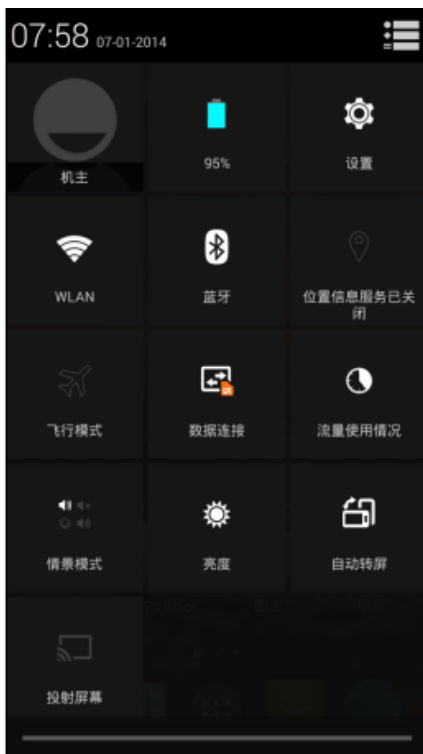 07:58 07-01-2014
机主
95%
设置
WLAN
蓝牙
位置信息服务已关
闭
飞行模式
数据连接
流量使用情况
情景模式
亮度
自动转屏
投射屏幕